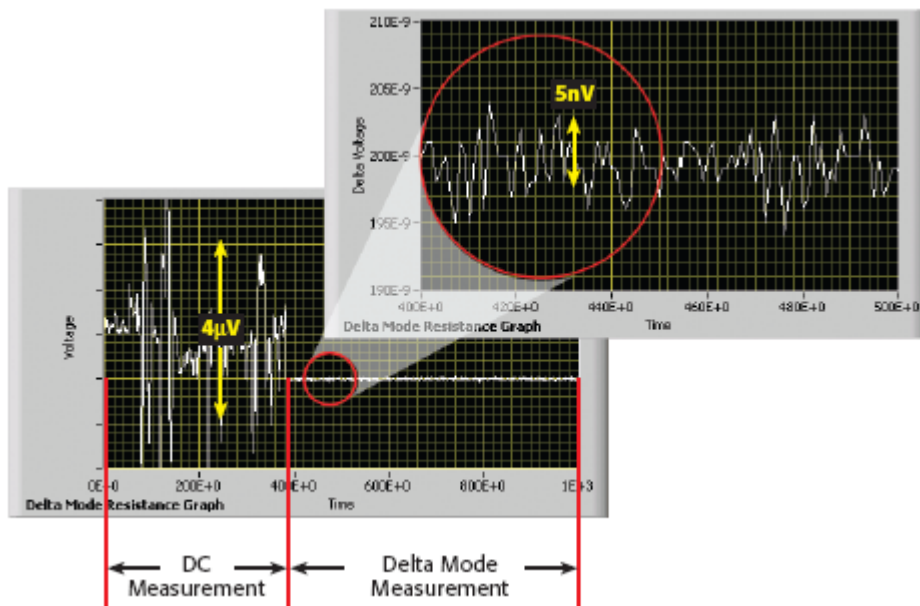 210E-9
205E-9
200E-9
195E-9
190E-9
Delta Voltage
5nV
400E+0 420E+0 440E+0 460E+0 480E+0 500E+0
Delta Mode Resistance Graph Time
Voltage
4μV
0E+0 200E+0 400E+0 600E+0 800E+0 1E+3
Delta Mode Resistance Graph Time
DC
Measurement
Delta Mode
Measurement